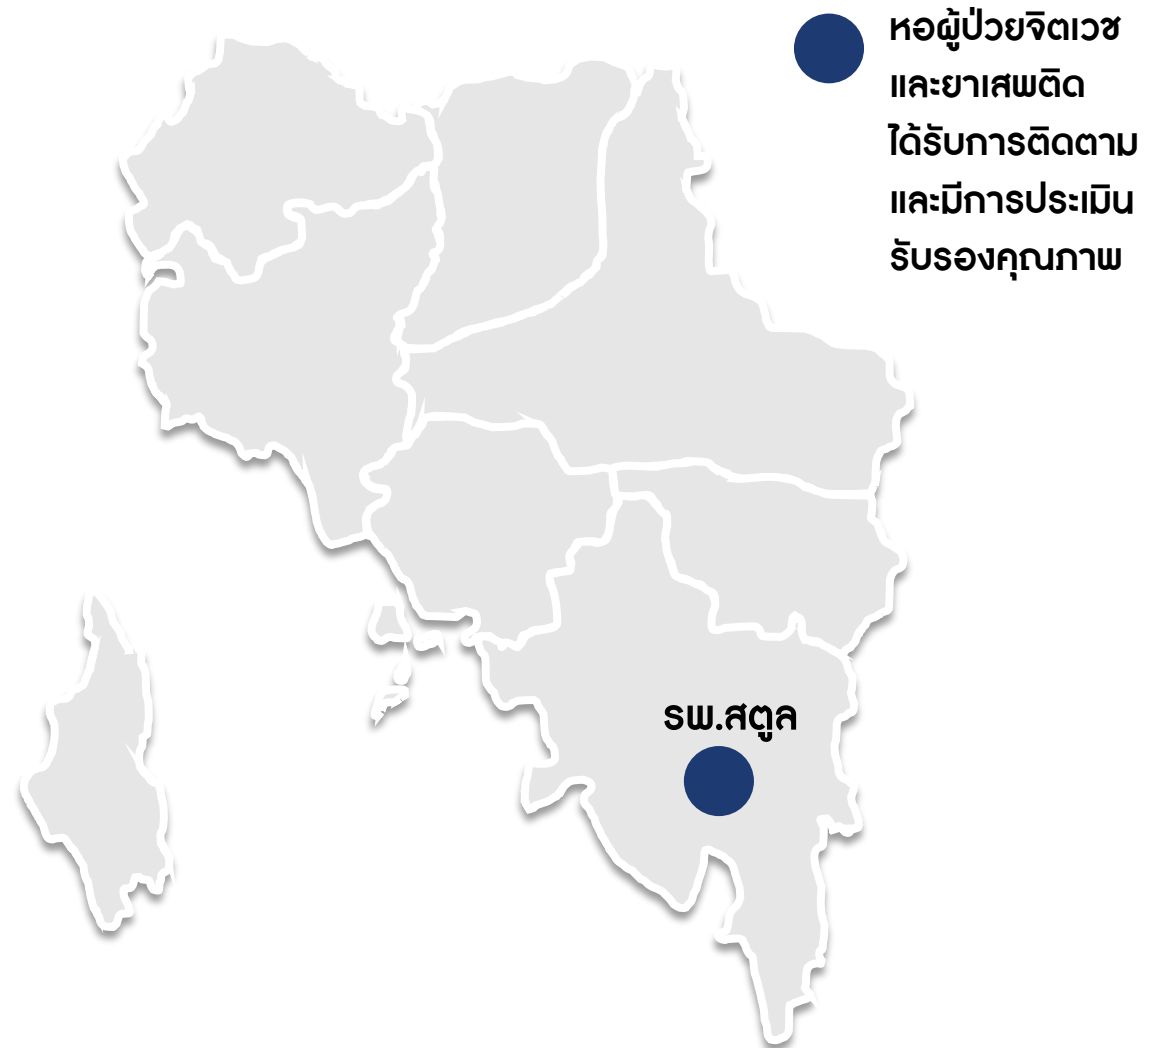 หอผู้ป่วยจิตเวช
และยาเสพติด
ได้รับการติดตาม
และมีการประเมิน
รับรองคุณภาพ
รพ.สตูล